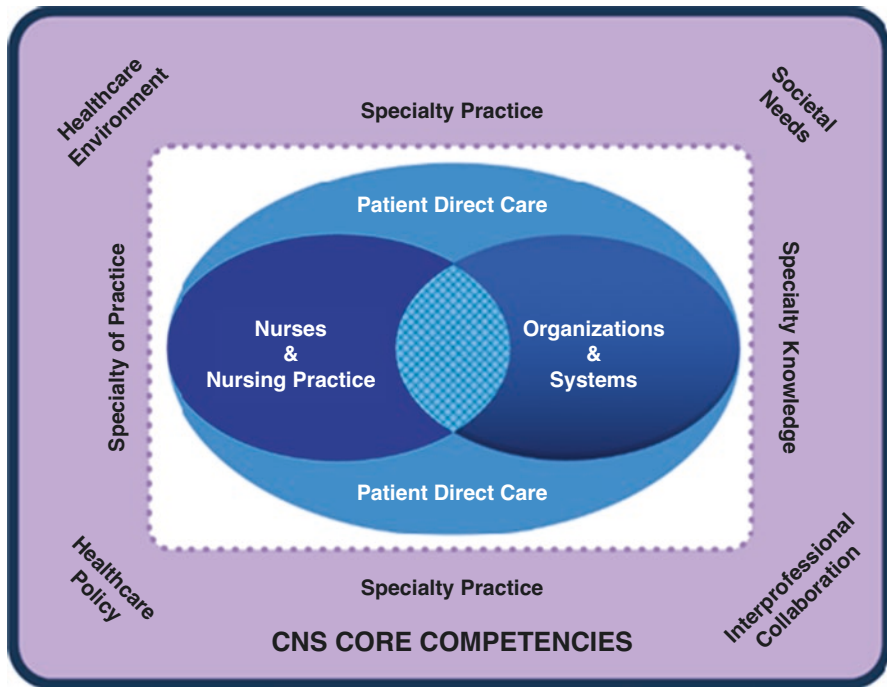 Healthcare
Environment
Specialty Practice
Societal
Needs
Patient Direct Care
Specialty of Practice
Nurses
&
Nursing Practice
Organizations
&
Systems
Specialty Knowledge
Patient Direct Care
Healthcare
Policy
Specialty Practice
Interprofessional
Collaboration
CNS CORE COMPETENCIES